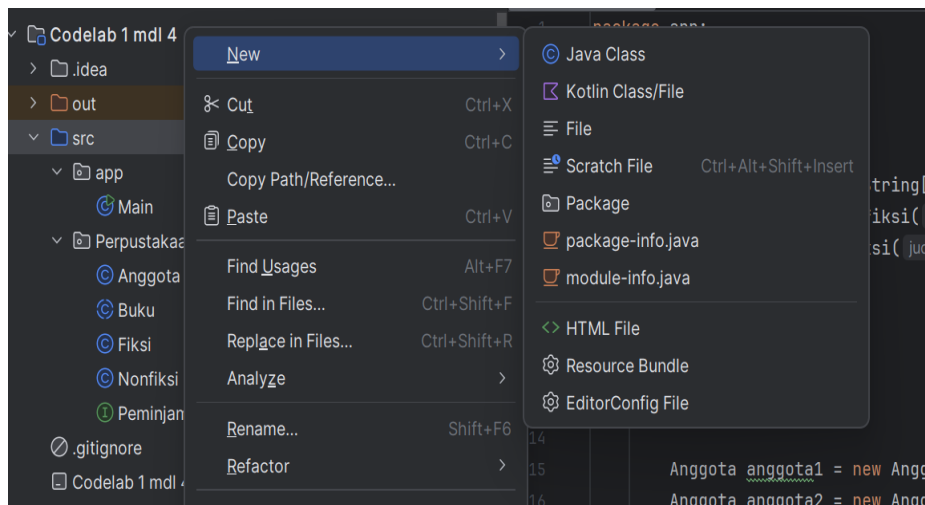 Codelab 1 mdl 4
.idea
out
src
app
Main
Perpustakaa
Anggota
Buku
Fiksi
Nonfiksi
Peminjam
.gitignore
Codelab 1 mdl
New
Cut Ctrl+X
Copy Ctrl+C
Copy Path/Reference...
Paste Ctrl+V
Find Usages Alt+F7
Find in Files... Ctrl+Shift+F
Replace in Files... Ctrl+Shift+R
Analyze
Rename... Shift+F6
Refactor
Java Class
Kotlin Class/File
File
Scratch File Ctrl+Alt+Shift+Insert
Package
package-info.java
module-info.java
HTML File
Resource Bundle
EditorConfig File
package app;
tring[
iksi(
si( jud
14
15 Anggota anggota1 = new Angg
16 Anggota anggota2 = new Angg